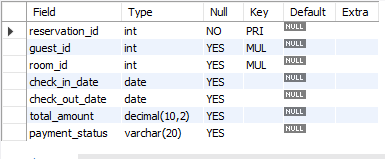 Field Type Null Key Default Extra
reservation_id int NO PRI NULL
guest_id int YES MUL NULL
room_id int YES MUL NULL
check_in_date date YES NULL
check_out_date date YES NULL
total_amount decimal(10,2) YES NULL
payment_status varchar(20) YES NULL